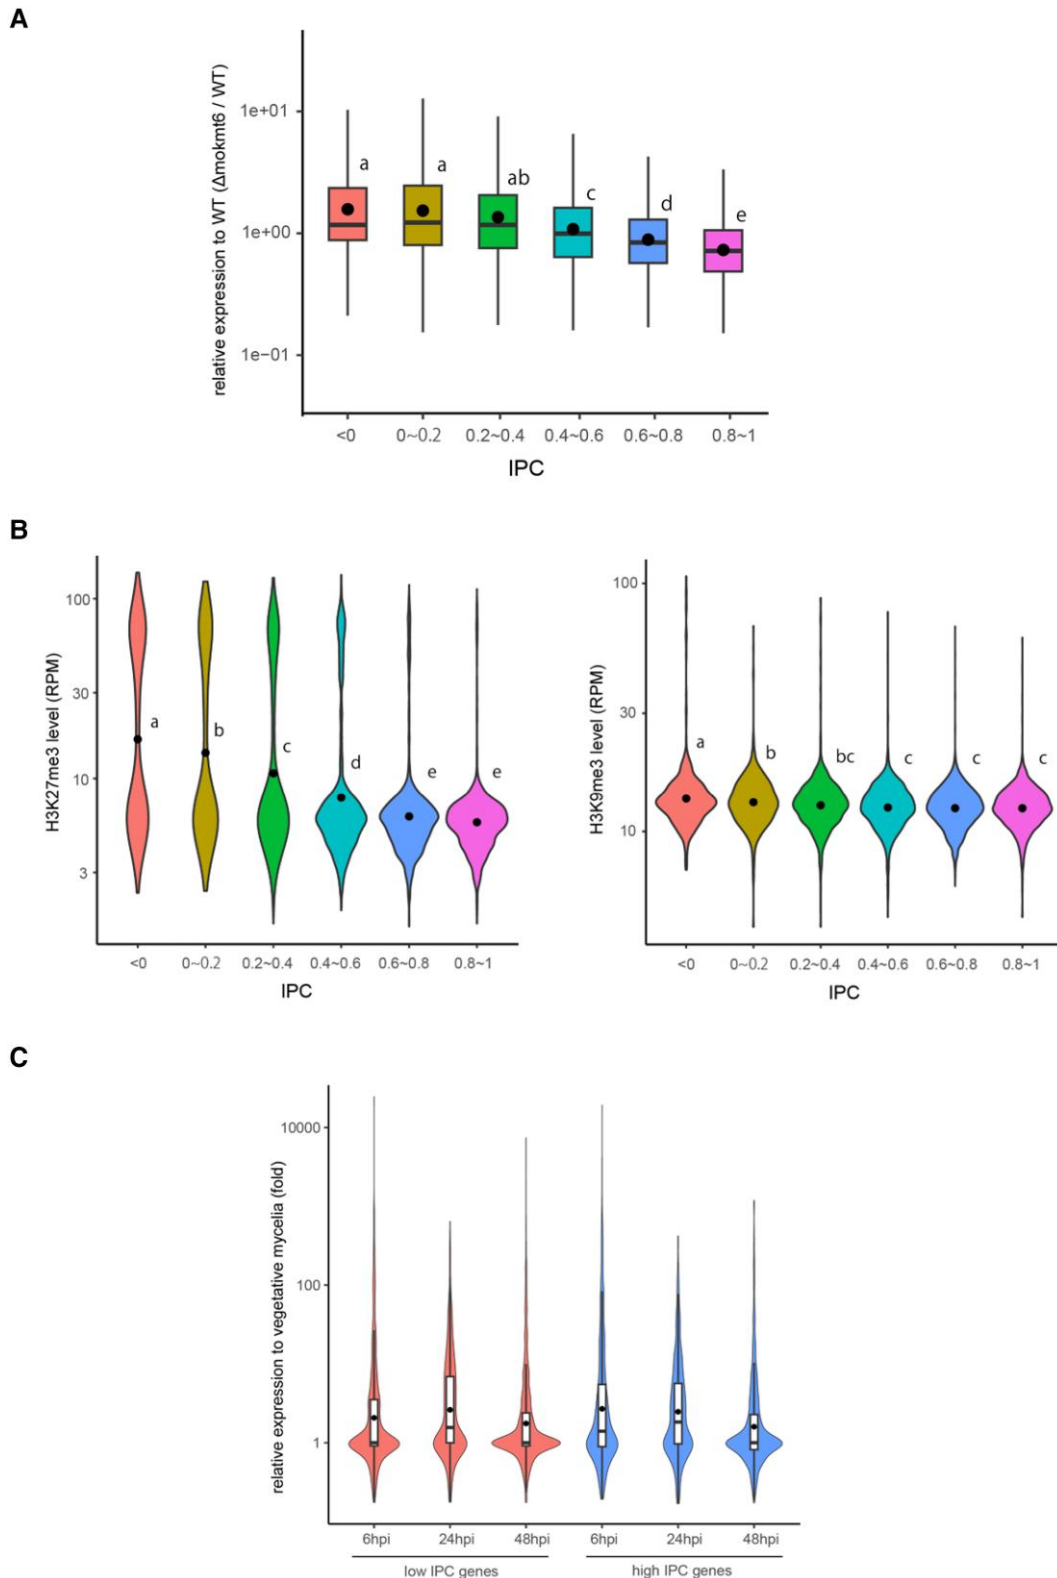 A
relative expression to WT (Δmokmt6 / WT)
1e+01
1e+00
1e−01
a
a
ab
c
d
e
<0 0~0.2 0.2~0.4 0.4~0.6 0.6~0.8 0.8~1
IPC
B
H3K27me3 level (RPM)
100
30
10
3
a
b
c
d
e
e
<0 0~0.2 0.2~0.4 0.4~0.6 0.6~0.8 0.8~1
IPC
H3K9me3 level (RPM)
100
30
10
a
b
bc
c
c
c
<0 0~0.2 0.2~0.4 0.4~0.6 0.6~0.8 0.8~1
IPC
C
relative expression to vegetative mycelia (fold)
10000
100
1
6hpi 24hpi 48hpi 6hpi 24hpi 48hpi
low IPC genes high IPC genes